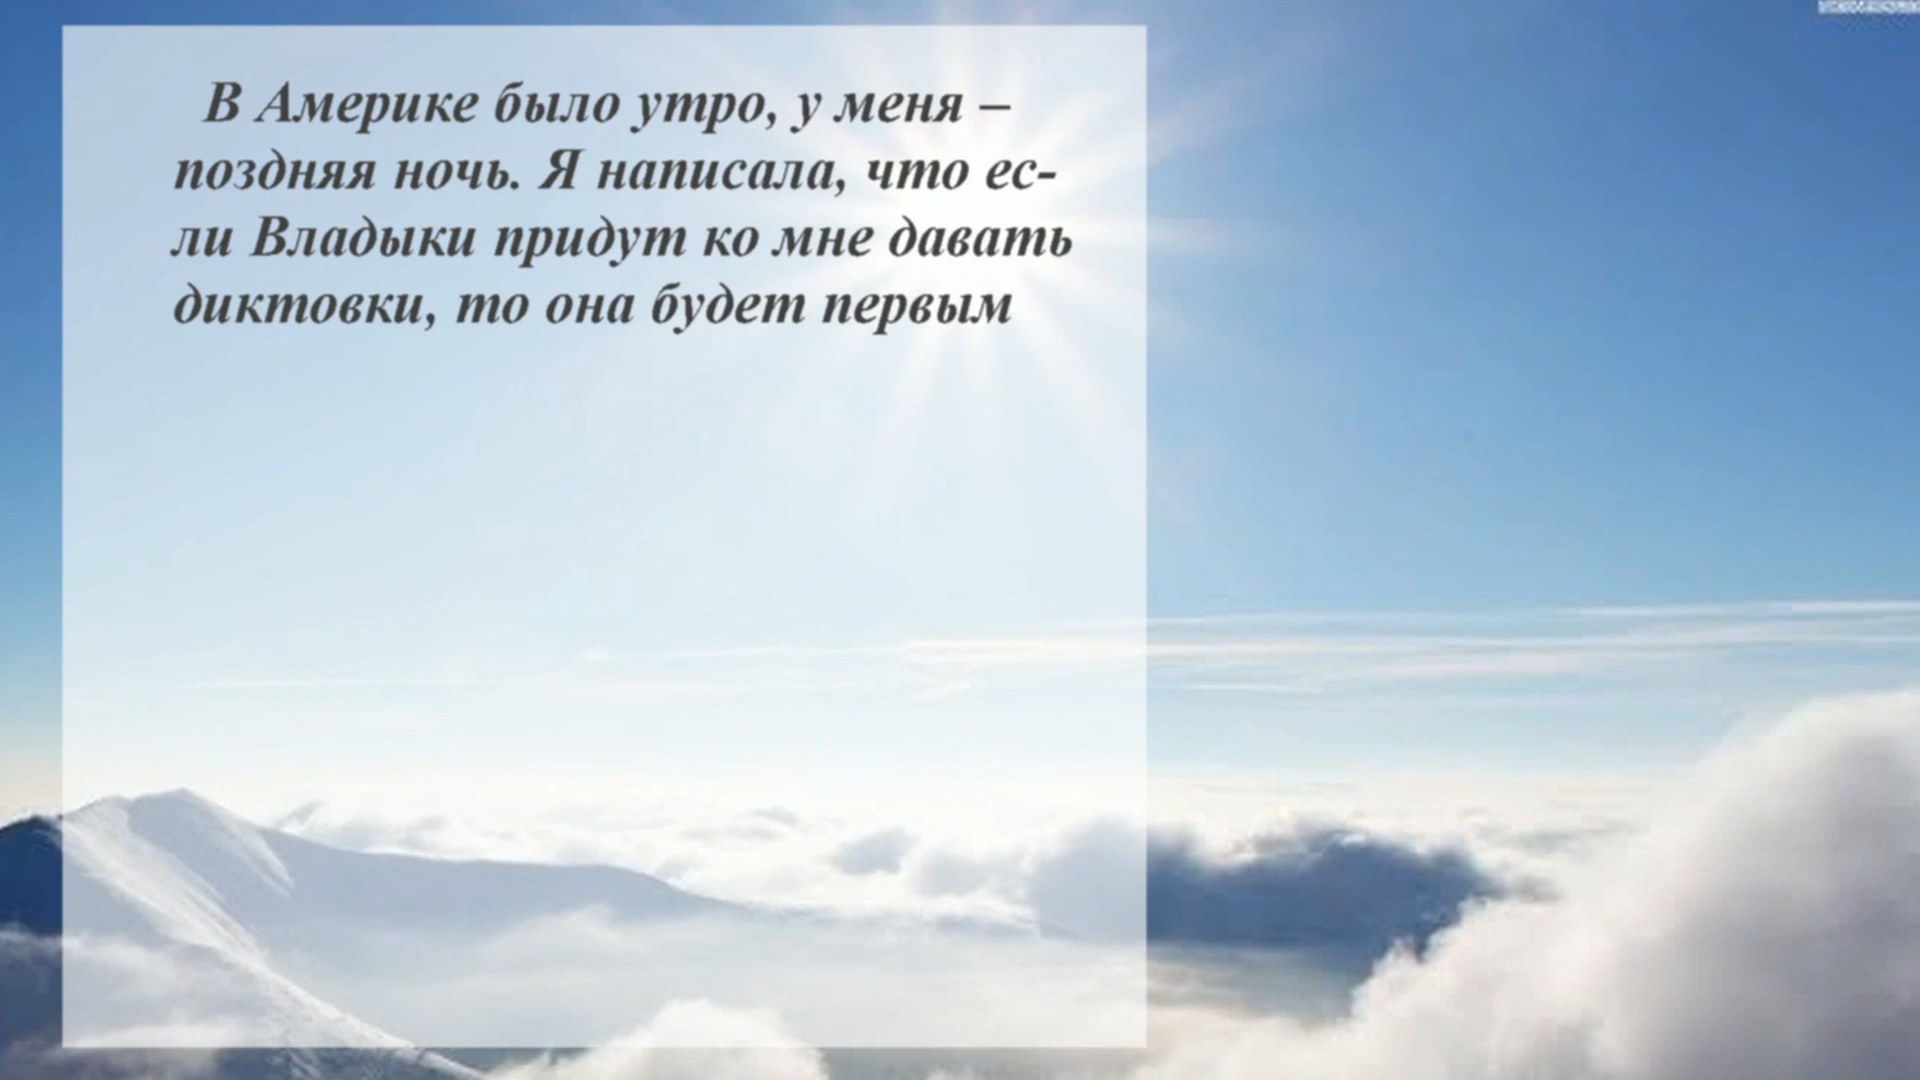 В Америке было утро, у меня –
поздняя ночь. Я написала, что ес-
ли Владыки придут ко мне давать
диктовки, то она будет первым